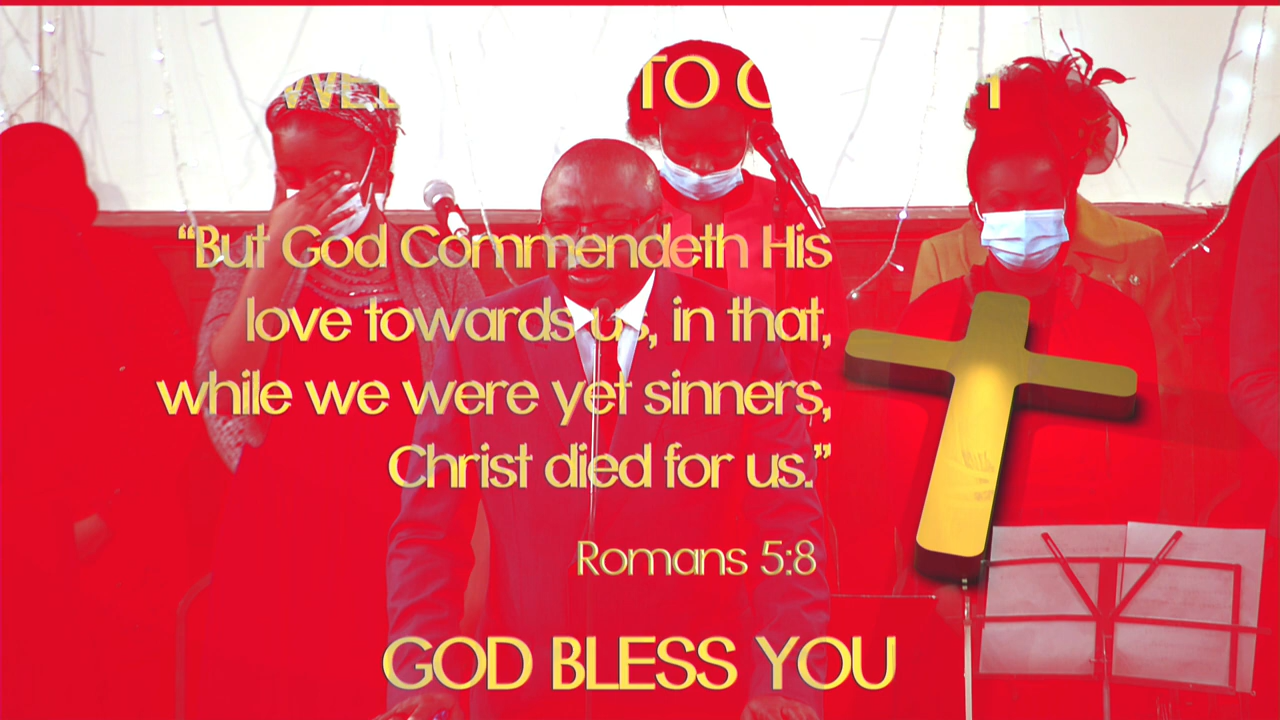 TO
“But God Commendeth His
love towards us, in that,
while we were yet sinners,
Christ died for us.”
Romans 5:8
GOD BLESS YOU